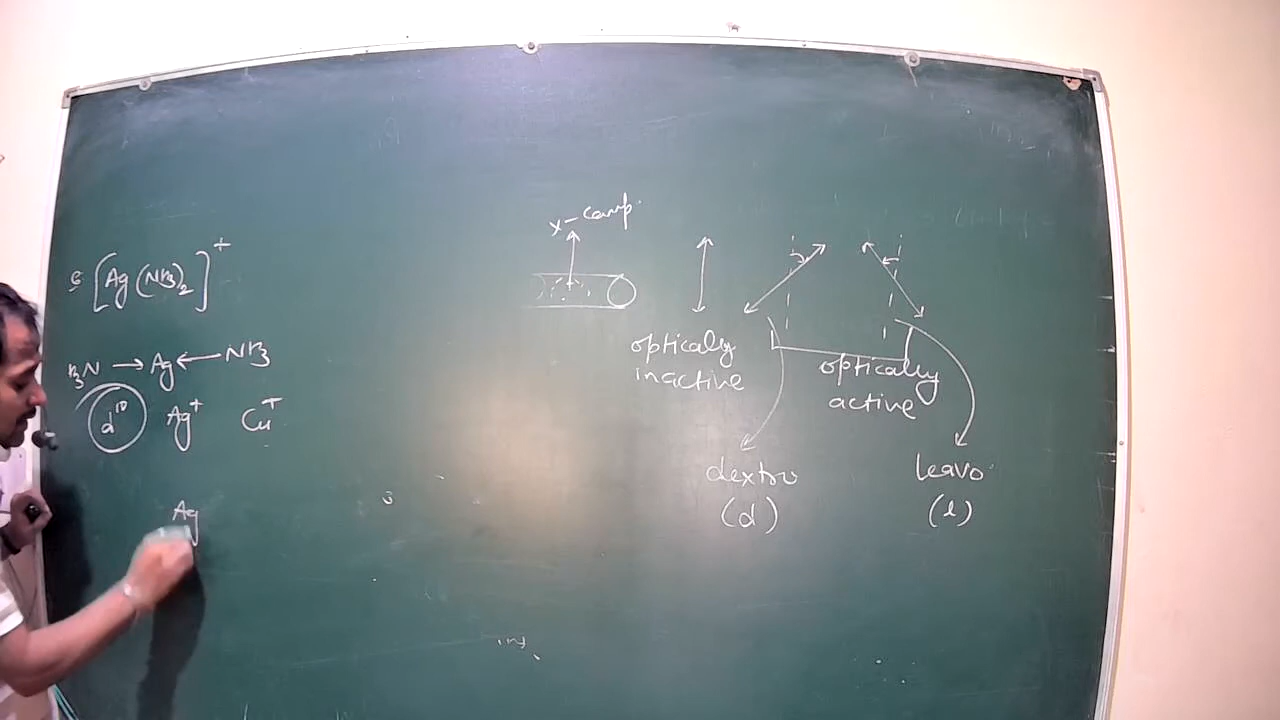 [Ag(NH3)2]+
H3N → Ag ← NH3
d10 Ag+ Cu+
Ag
x-comp.
optically
inactive
optically
active
dextro
(d)
leavo
(l)